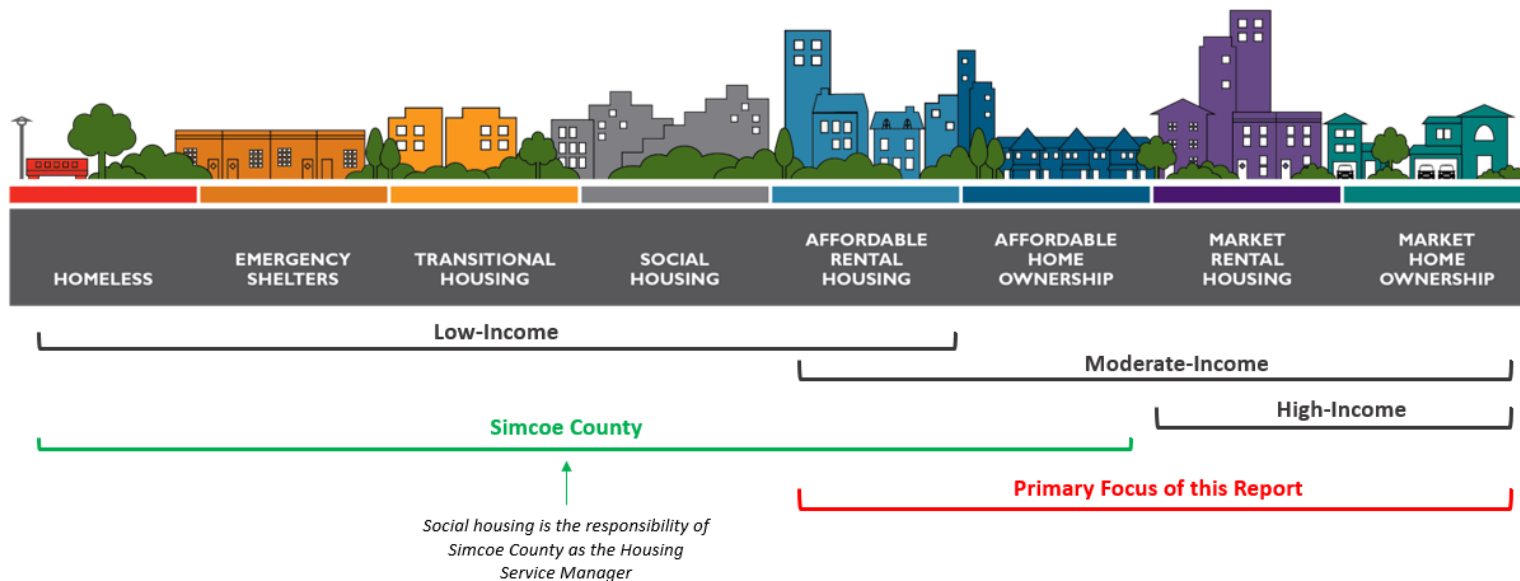 HOMELESS
EMERGENCY
SHELTERS
TRANSITIONAL
HOUSING
SOCIAL
HOUSING
AFFORDABLE
RENTAL
HOUSING
AFFORDABLE
HOME
OWNERSHIP
MARKET
RENTAL
HOUSING
MARKET
HOME
OWNERSHIP
Low-Income
Moderate-Income
High-Income
Simcoe County
Primary Focus of this Report
Social housing is the responsibility of
Simcoe County as the Housing
Service Manager